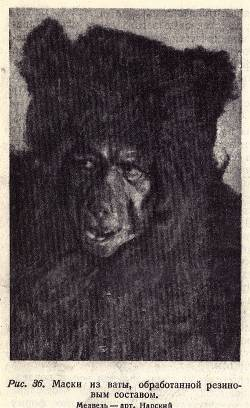 Рис. 36. Маски из ваты, обработанной резино-
вым составом.
Медведь — арт. Нарский